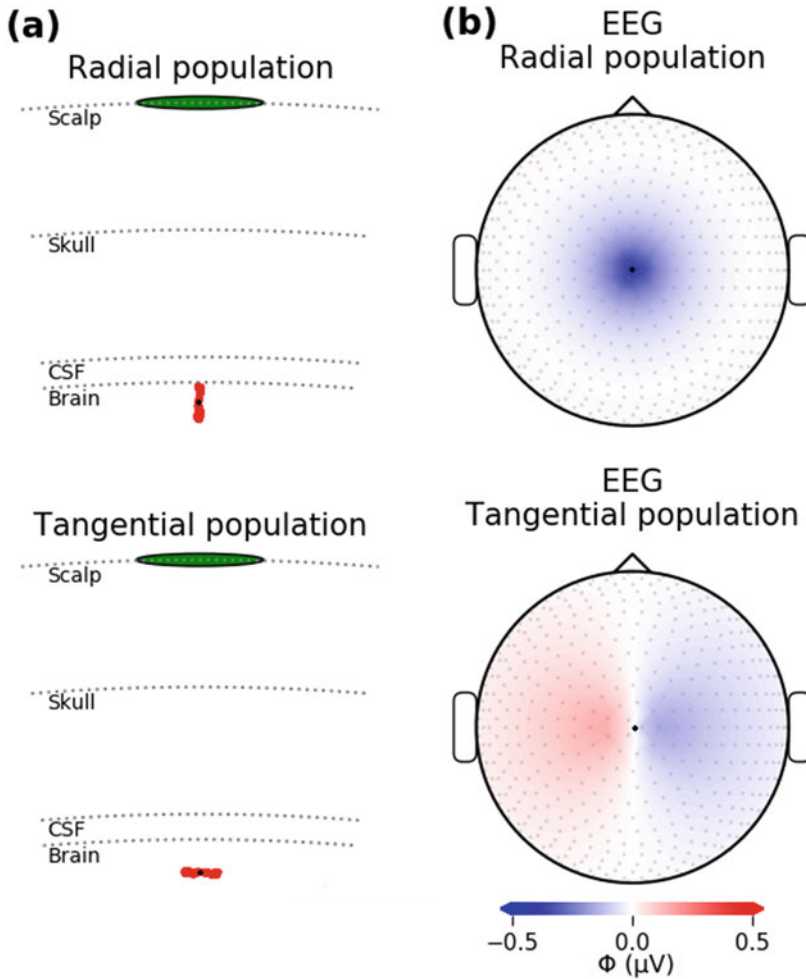 (a)
Radial population
Scalp
Skull
CSF
Brain
Tangential population
Scalp
Skull
CSF
Brain
(b)
EEG
Radial population
EEG
Tangential population
−0.5 0.0 0.5
Φ (μV)